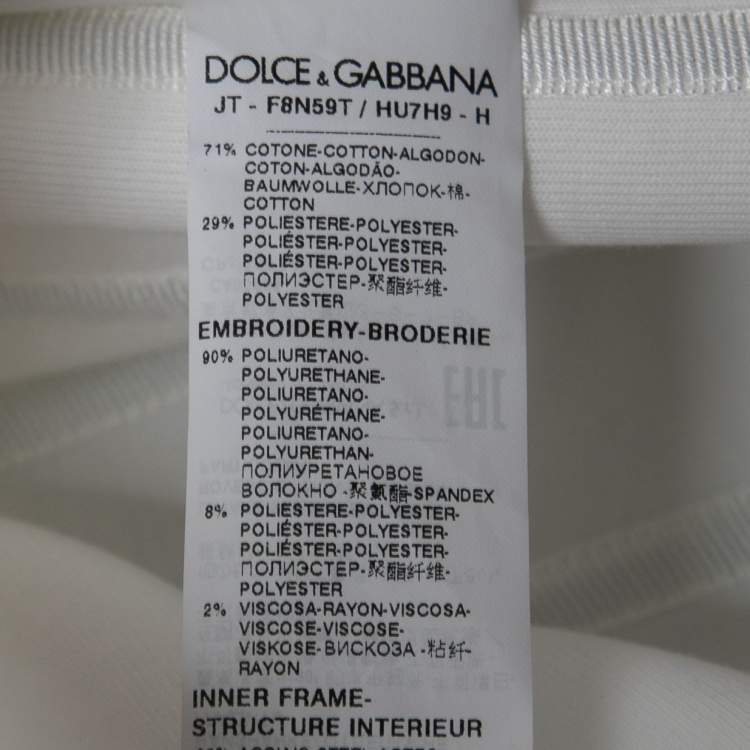 DOLCE & GABBANA
JT - F8N59T / HU7H9 - H
71% COTONE-COTTON-ALGODON-
COTON-ALGODÃO-
BAUMWOLLE-ХЛОПОК-棉-
COTTON
29% POLIESTERE-POLYESTER-
POLIÉSTER-POLYESTER-
POLIÉSTER-POLYESTER-
ПОЛИЭСТЕР-聚酯纤维-
POLYESTER
EMBROIDERY-BRODERIE
90% POLIURETANO-
POLYURETHANE-
POLIURETANO-
POLYURÉTHANE-
POLIURETANO-
POLYURETHAN-
ПОЛИУРЕТАНОВОЕ
ВОЛОКНО -聚氨酯-SPANDEX
8% POLIESTERE-POLYESTER-
POLIÉSTER-POLYESTER-
POLIÉSTER-POLYESTER-
ПОЛИЭСТЕР-聚酯纤维-
POLYESTER
2% VISCOSA-RAYON-VISCOSA-
VISCOSE-VISCOSE-
VISKOSE-ВИСКОЗА -粘纤-
RAYON
INNER FRAME-
STRUCTURE INTERIEUR